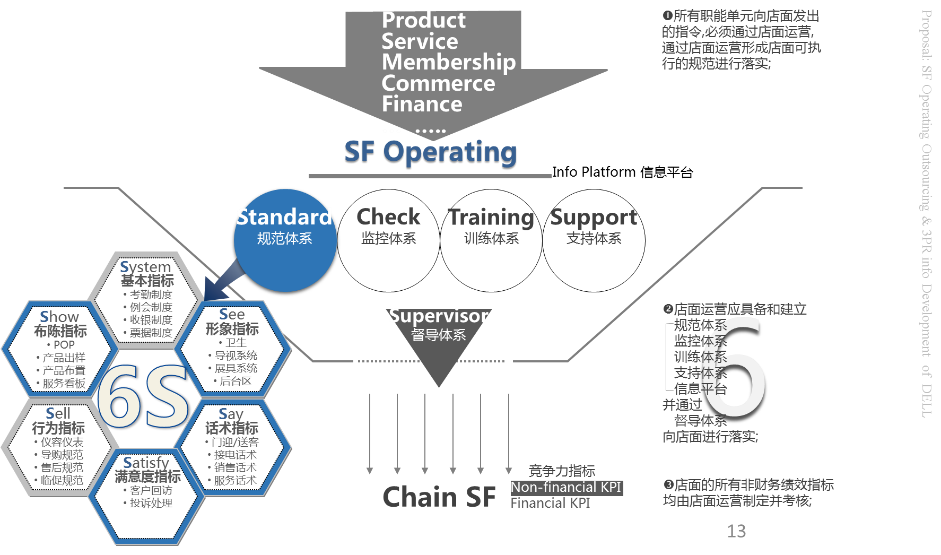 Product
Service
Membership
Commerce
Finance
.....
SF Operating
Info Platform 信息平台
Standard
规范体系
Check
监控体系
Training
训练体系
Support
支持体系
Supervisor
督导体系
System
基本指标
• 考勤制度
• 例会制度
• 收银制度
• 票据制度
Show
布陈指标
• POP
• 产品出样
• 产品布置
• 服务看板
See
形象指标
• 卫生
• 导视系统
• 展具系统
• 后台区
6S
Sell
行为指标
• 仪容仪表
• 导购规范
• 售后规范
• 临促规范
Say
话术指标
• 门迎/送客
• 接电话术
• 销售话术
• 服务话术
Satisfy
满意度指标
• 客户回访
• 投诉处理
Chain SF
竞争力指标
Non-financial KPI
Financial KPI
❶所有职能单元向店面发出
的指令,必须通过店面运营,
通过店面运营形成店面可执
行的规范进行落实;
❷店面运营应具备和建立
规范体系
监控体系
训练体系
支持体系
信息平台
并通过
督导体系
向店面进行落实;
6
❸店面的所有非财务绩效指标
均由店面运营制定并考核;
13
Proposal: SF Operating Outsourcing & 3PR info Development of DELL